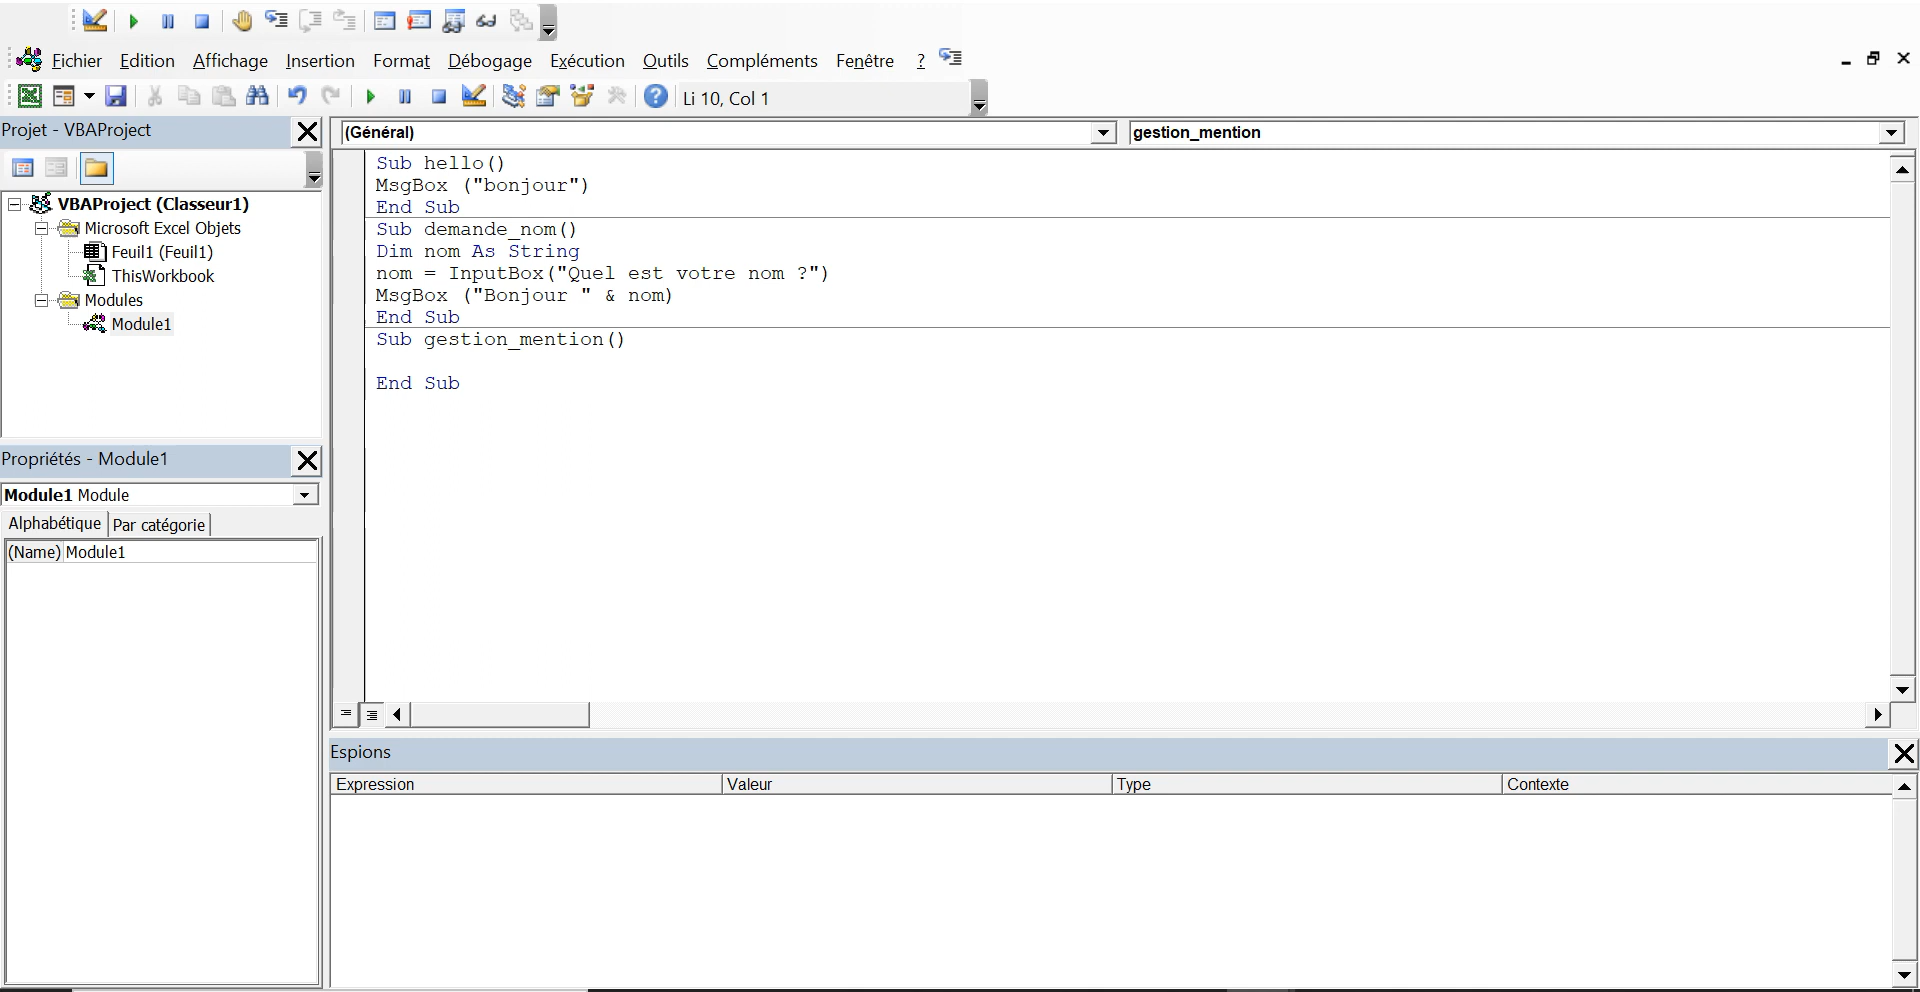 Fichier Edition Affichage Insertion Format Débogage Exécution Outils Compléments Fenêtre ?
Li 10, Col 1
Projet - VBAProject
(Général)
gestion_mention
VBAProject (Classeur1)
Microsoft Excel Objets
Feuil1 (Feuil1)
ThisWorkbook
Modules
Module1
Sub hello()
MsgBox ("bonjour")
End Sub
Sub demande_nom()
Dim nom As String
nom = InputBox("Quel est votre nom ?")
MsgBox ("Bonjour " & nom)
End Sub
Sub gestion_mention()
End Sub
Propriétés - Module1
Module1 Module
Alphabétique Par catégorie
(Name) Module1
Espions
Expression Valeur Type Contexte